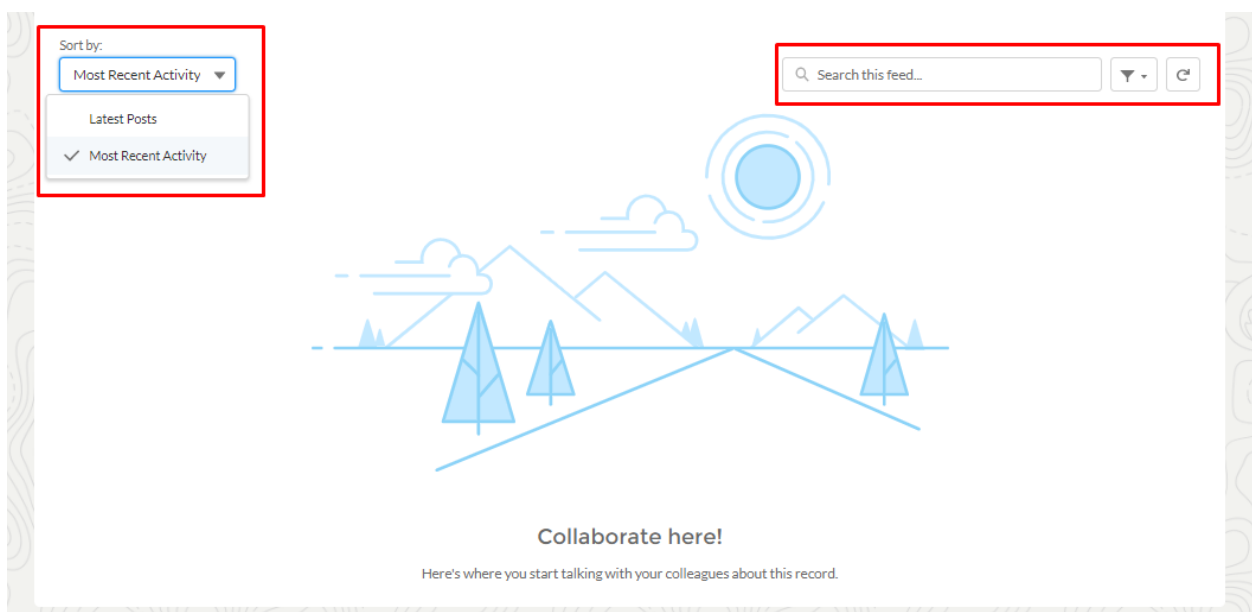 Sort by:
Most Recent Activity
Latest Posts
Most Recent Activity
Search this feed...
Collaborate here!
Here's where you start talking with your colleagues about this record.